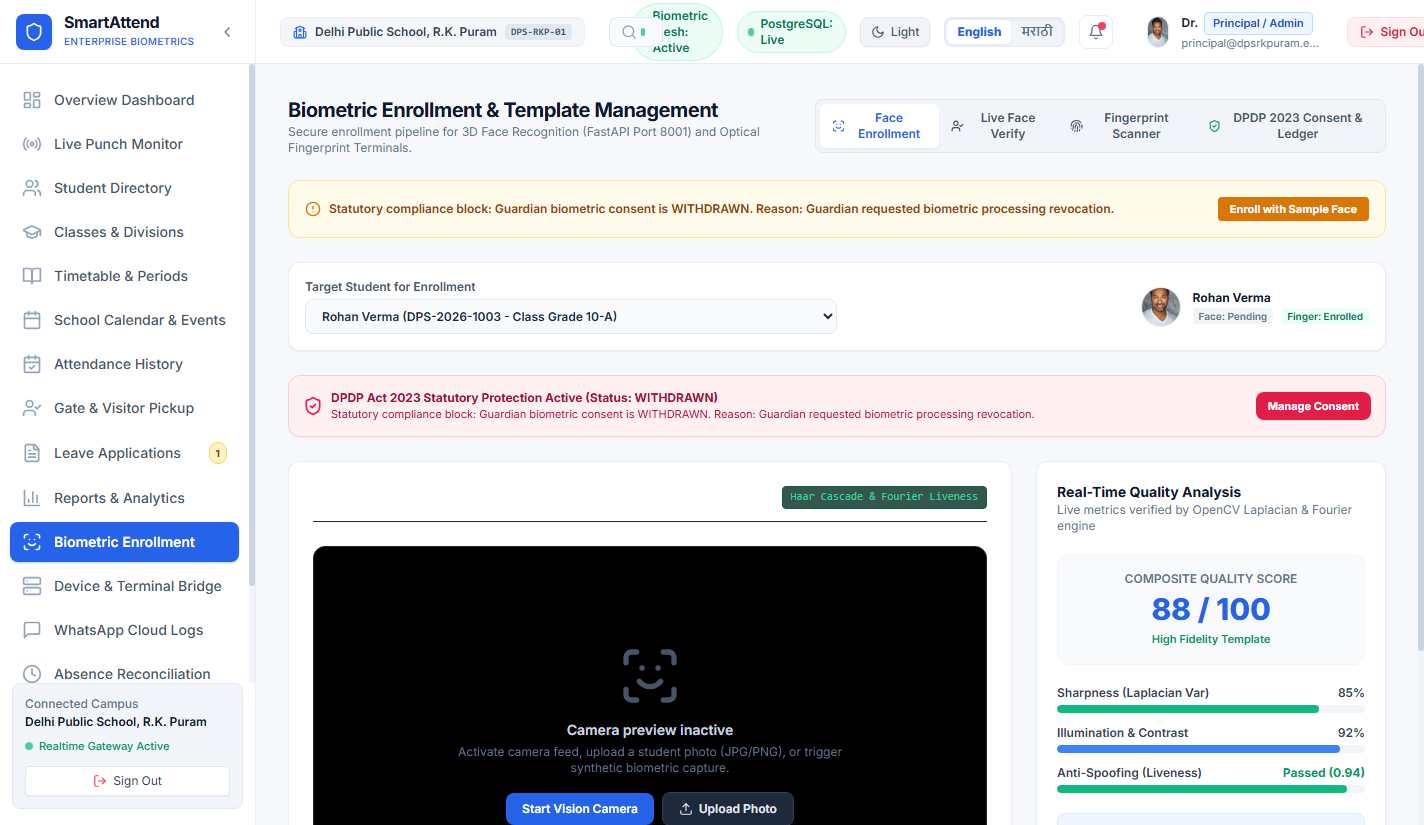 SmartAttend
ENTERPRISE BIOMETRICS
Delhi Public School, R.K. Puram DPS-RKP-01
Biometric
esh:
Active
PostgreSQL:
Live
Light
English मराठी
Dr. Principal / Admin
principal@dpsrkpuram.e...
Sign Ou
Overview Dashboard
Live Punch Monitor
Student Directory
Classes & Divisions
Timetable & Periods
School Calendar & Events
Attendance History
Gate & Visitor Pickup
Leave Applications 1
Reports & Analytics
Biometric Enrollment
Device & Terminal Bridge
WhatsApp Cloud Logs
Absence Reconciliation
Connected Campus
Delhi Public School, R.K. Puram
Realtime Gateway Active
Sign Out
Biometric Enrollment & Template Management
Secure enrollment pipeline for 3D Face Recognition (FastAPI Port 8001) and Optical
Fingerprint Terminals.
Face
Enrollment
Live Face
Verify
Fingerprint
Scanner
DPDP 2023 Consent &
Ledger
Statutory compliance block: Guardian biometric consent is WITHDRAWN. Reason: Guardian requested biometric processing revocation.
Enroll with Sample Face
Target Student for Enrollment
Rohan Verma (DPS-2026-1003 - Class Grade 10-A)
Rohan Verma
Face: Pending Finger: Enrolled
DPDP Act 2023 Statutory Protection Active (Status: WITHDRAWN)
Statutory compliance block: Guardian biometric consent is WITHDRAWN. Reason: Guardian requested biometric processing revocation.
Manage Consent
Haar Cascade & Fourier Liveness
Camera preview inactive
Activate camera feed, upload a student photo (JPG/PNG), or trigger
synthetic biometric capture.
Start Vision Camera Upload Photo
Real-Time Quality Analysis
Live metrics verified by OpenCV Laplacian & Fourier
engine
COMPOSITE QUALITY SCORE
88 / 100
High Fidelity Template
Sharpness (Laplacian Var) 85%
Illumination & Contrast 92%
Anti-Spoofing (Liveness) Passed (0.94)